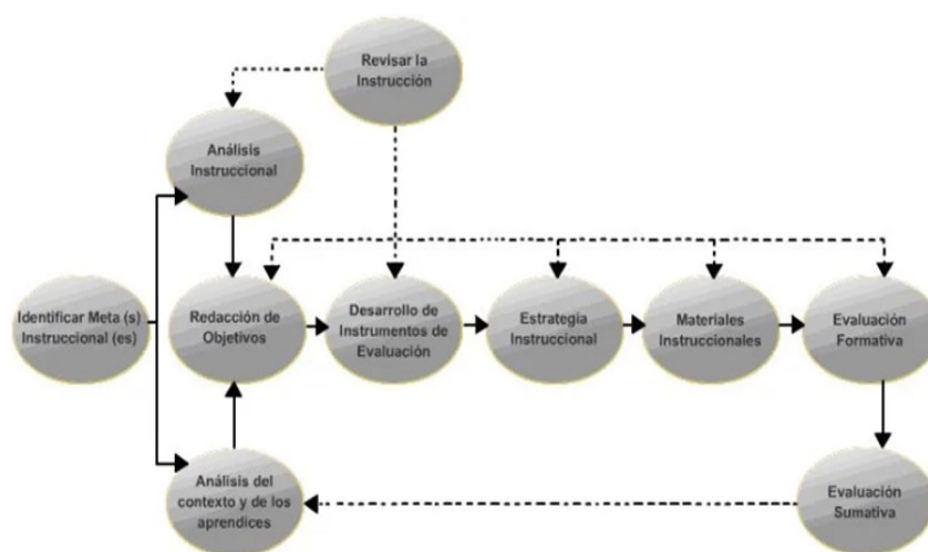 Revisar la
Instrucción
Análisis
Instruccional
Identificar Meta (s)
Instruccional (es)
Redacción de
Objetivos
Desarrollo de
Instrumentos de
Evaluación
Estrategia
Instruccional
Materiales
Instruccionales
Evaluación
Formativa
Análisis del
contexto y de los
aprendices
Evaluación
Sumativa